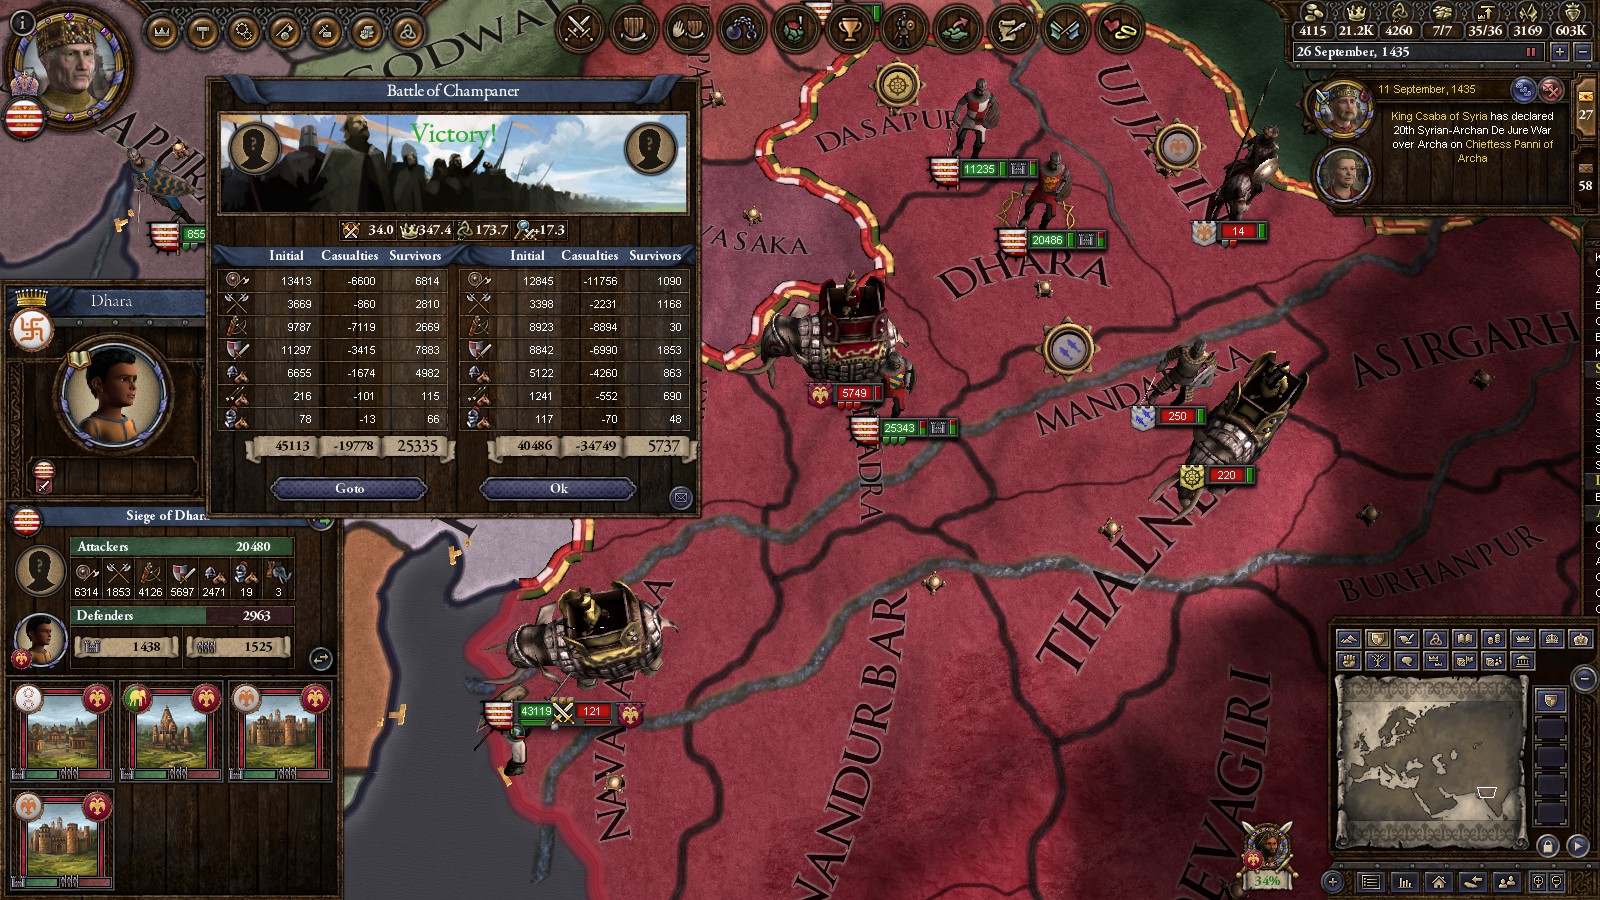 4115 21.2K 4260 7/7 35/36 3169 603K
26 September, 1435
11 September, 1435
King Csaba of Syria has declared
20th Syrian-Archan De Jure War
over Archa on Chieftess Panni of
Archa
27
58
Battle of Champaner
Victory!
34.0 347.4 173.7 17.3
Initial Casualties Survivors Initial Casualties Survivors
13413 -6600 6814 12845 -11756 1090
3669 -860 2810 3398 -2231 1168
9787 -7119 2669 8923 -8894 30
11297 -3415 7883 8842 -6990 1853
6655 -1674 4982 5122 -4260 863
216 -101 115 1241 -552 690
78 -13 66 117 -70 48
45113 -19778 25335 40486 -34749 5737
Goto Ok
Dhara
Siege of Dhara
Attackers 20480
6314 1853 4126 5697 2471 19 3
Defenders 2963
1438 1525
GODWA
DASAPUR
11235
UJJAYINI
14
20486
DHARA
VASAKA
5749
25343
MANDA
250
220
ASIRGARH
THALNE
BURHANPUR
43119 121
NANDURBAR
34%